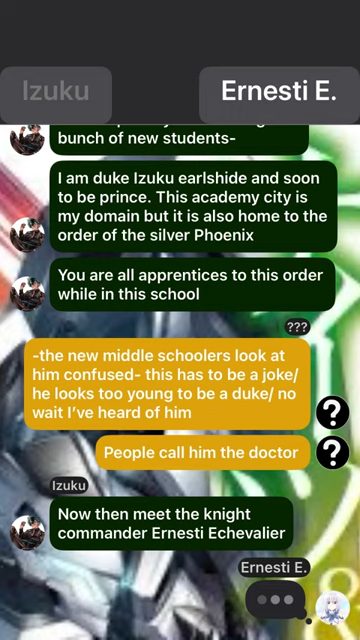 Izuku
Ernesti E.
bunch of new students-
I am duke Izuku earlshide and soon
to be prince. This academy city is
my domain but it is also home to the
order of the silver Phoenix
You are all apprentices to this order
while in this school
???
-the new middle schoolers look at
him confused- this has to be a joke/
he looks too young to be a duke/ no
wait I've heard of him
?
People call him the doctor
?
Izuku
Now then meet the knight
commander Ernesti Echevalier
Ernesti E.